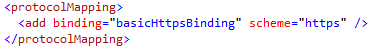 <protocolMapping>
<add binding="basicHttpsBinding" scheme="https" />
</protocolMapping>